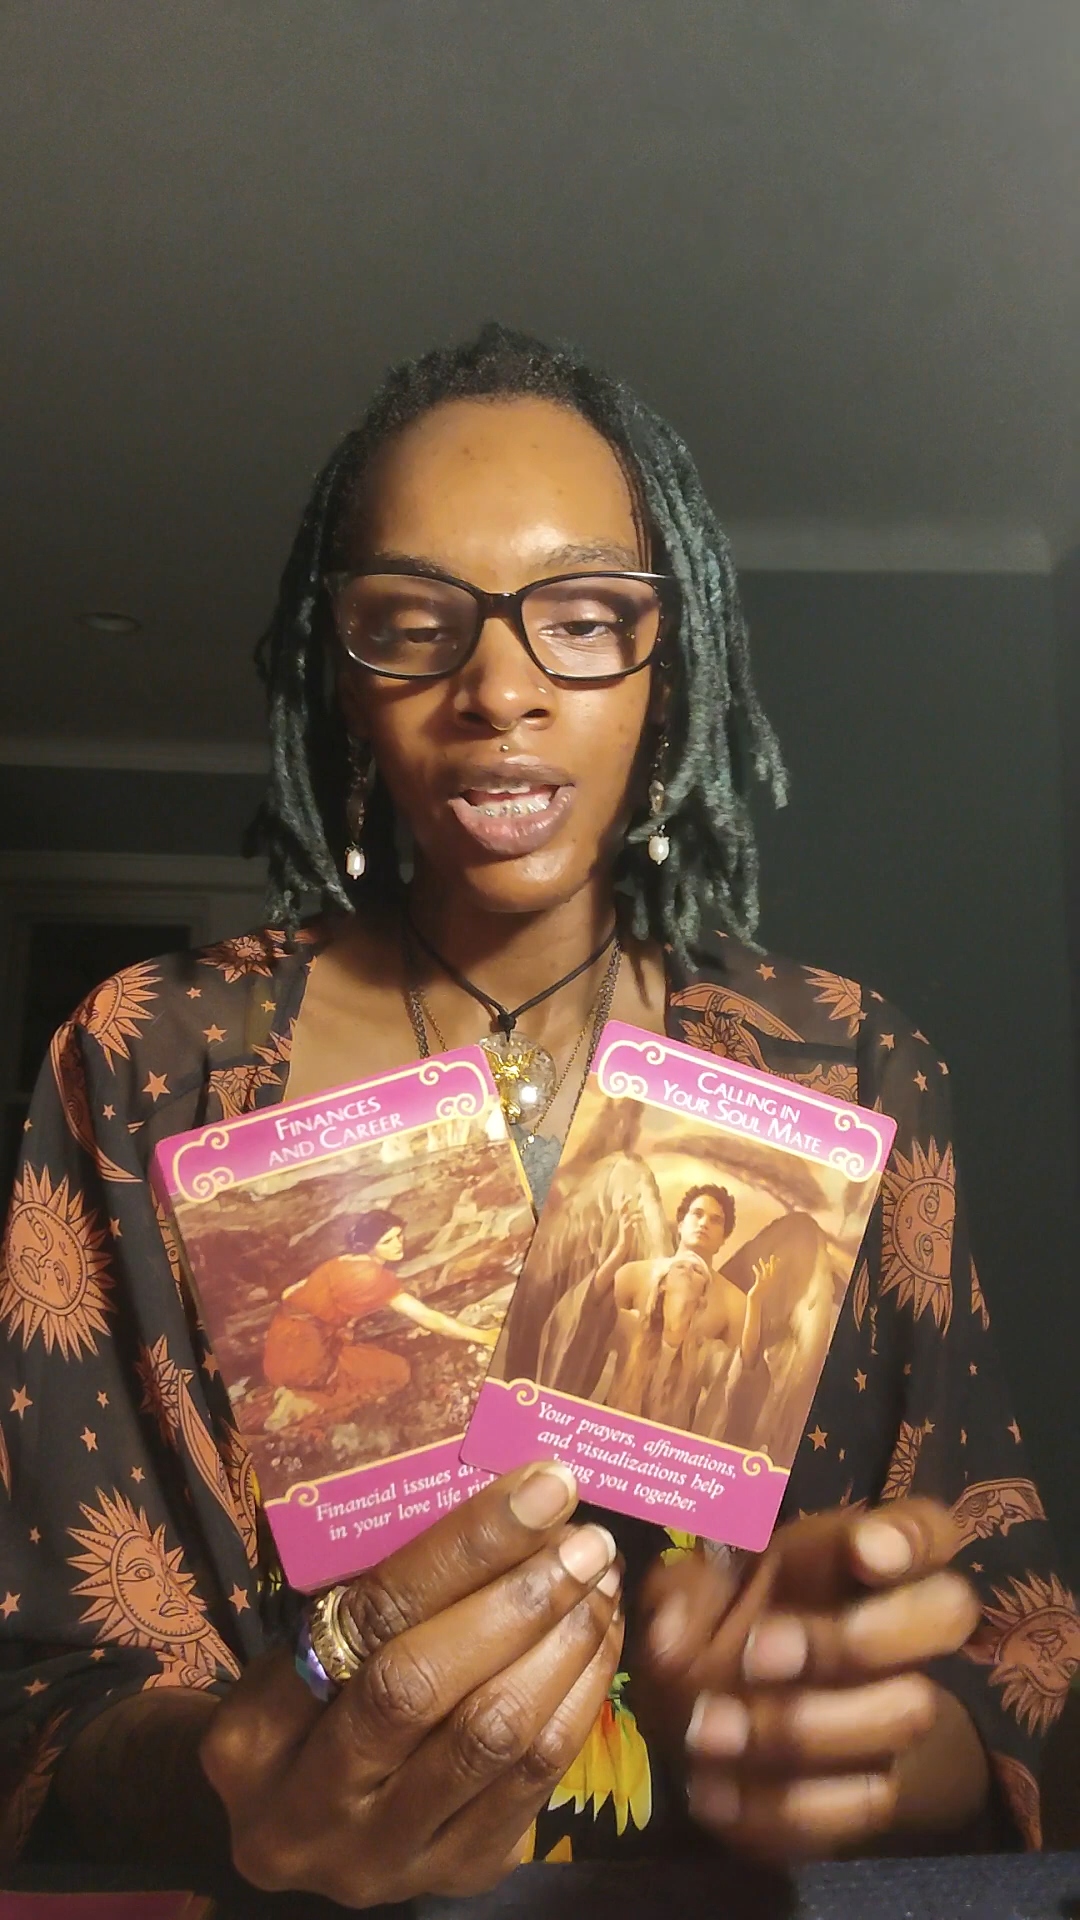 FINANCES
AND CAREER
Financial issues
in your love life
CALLING IN
YOUR SOUL MATE
Your prayers, affirmations,
and visualizations help
bring you together.